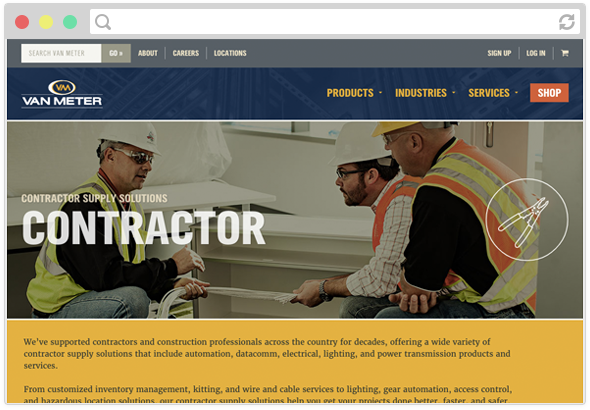 SEARCH VAN METER GO » ABOUT CAREERS LOCATIONS SIGN UP LOG IN
VM
VAN METER
PRODUCTS INDUSTRIES SERVICES SHOP
CONTRACTOR SUPPLY SOLUTIONS
CONTRACTOR
We've supported contractors and construction professionals across the country for decades, offering a wide variety of
contractor supply solutions that include automation, datacomm, electrical, lighting, and power transmission products and
services.
From customized inventory management, kitting, and wire and cable services to lighting, gear automation, access control,
and hazardous location solutions, our contractor supply solutions help you get your projects done better, faster, and safer.